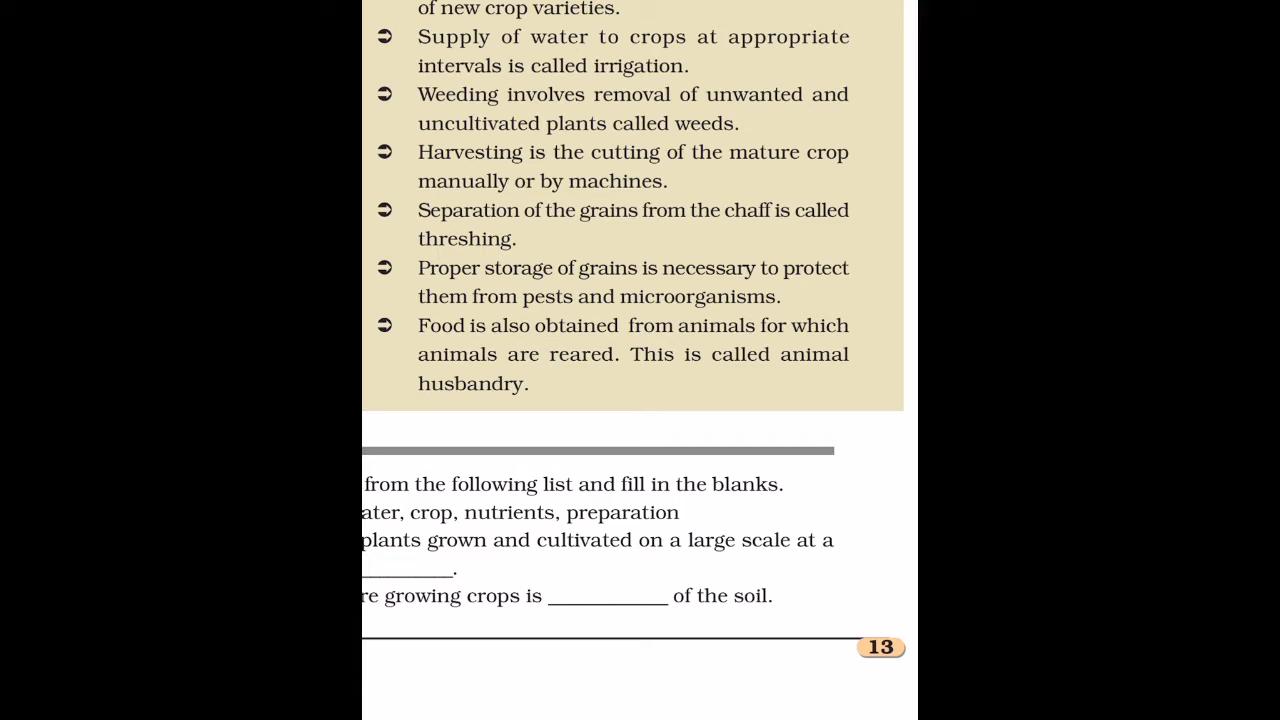 of new crop varieties.
➲ Supply of water to crops at appropriate
intervals is called irrigation.
➲ Weeding involves removal of unwanted and
uncultivated plants called weeds.
➲ Harvesting is the cutting of the mature crop
manually or by machines.
➲ Separation of the grains from the chaff is called
threshing.
➲ Proper storage of grains is necessary to protect
them from pests and microorganisms.
➲ Food is also obtained from animals for which
animals are reared. This is called animal
husbandry.
from the following list and fill in the blanks.
ater, crop, nutrients, preparation
plants grown and cultivated on a large scale at a
_________.
re growing crops is ____________ of the soil.
13